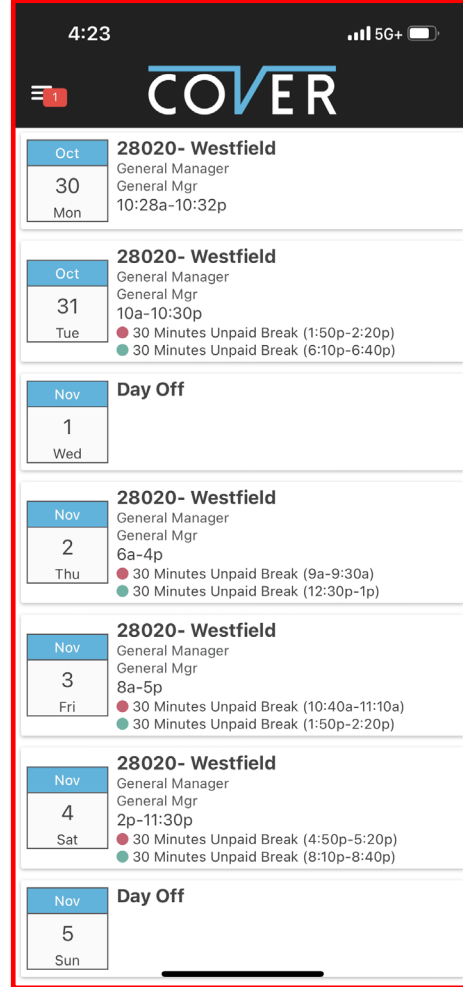 4:23
5G+
1
COVER
Oct
30
Mon
28020- Westfield
General Manager
General Mgr
10:28a-10:32p
Oct
31
Tue
28020- Westfield
General Manager
General Mgr
10a-10:30p
30 Minutes Unpaid Break (1:50p-2:20p)
30 Minutes Unpaid Break (6:10p-6:40p)
Nov
1
Wed
Day Off
Nov
2
Thu
28020- Westfield
General Manager
General Mgr
6a-4p
30 Minutes Unpaid Break (9a-9:30a)
30 Minutes Unpaid Break (12:30p-1p)
Nov
3
Fri
28020- Westfield
General Manager
General Mgr
8a-5p
30 Minutes Unpaid Break (10:40a-11:10a)
30 Minutes Unpaid Break (1:50p-2:20p)
Nov
4
Sat
28020- Westfield
General Manager
General Mgr
2p-11:30p
30 Minutes Unpaid Break (4:50p-5:20p)
30 Minutes Unpaid Break (8:10p-8:40p)
Nov
5
Sun
Day Off